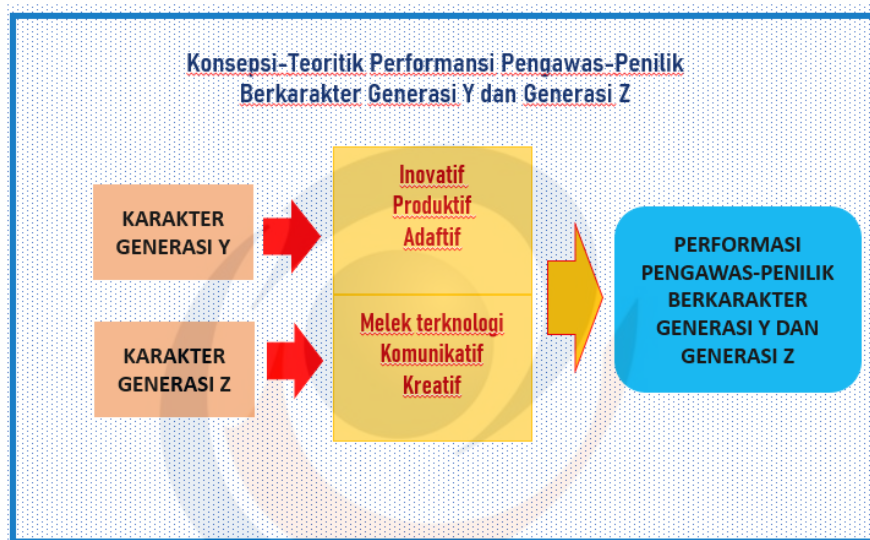 Konsepsi-Teoritik Performansi Pengawas-Penilik
Berkarakter Generasi Y dan Generasi Z
KARAKTER
GENERASI Y
Inovatif
Produktif
Adaftif
KARAKTER
GENERASI Z
Melek terknologi
Komunikatif
Kreatif
PERFORMASI
PENGAWAS-PENILIK
BERKARAKTER
GENERASI Y DAN
GENERASI Z